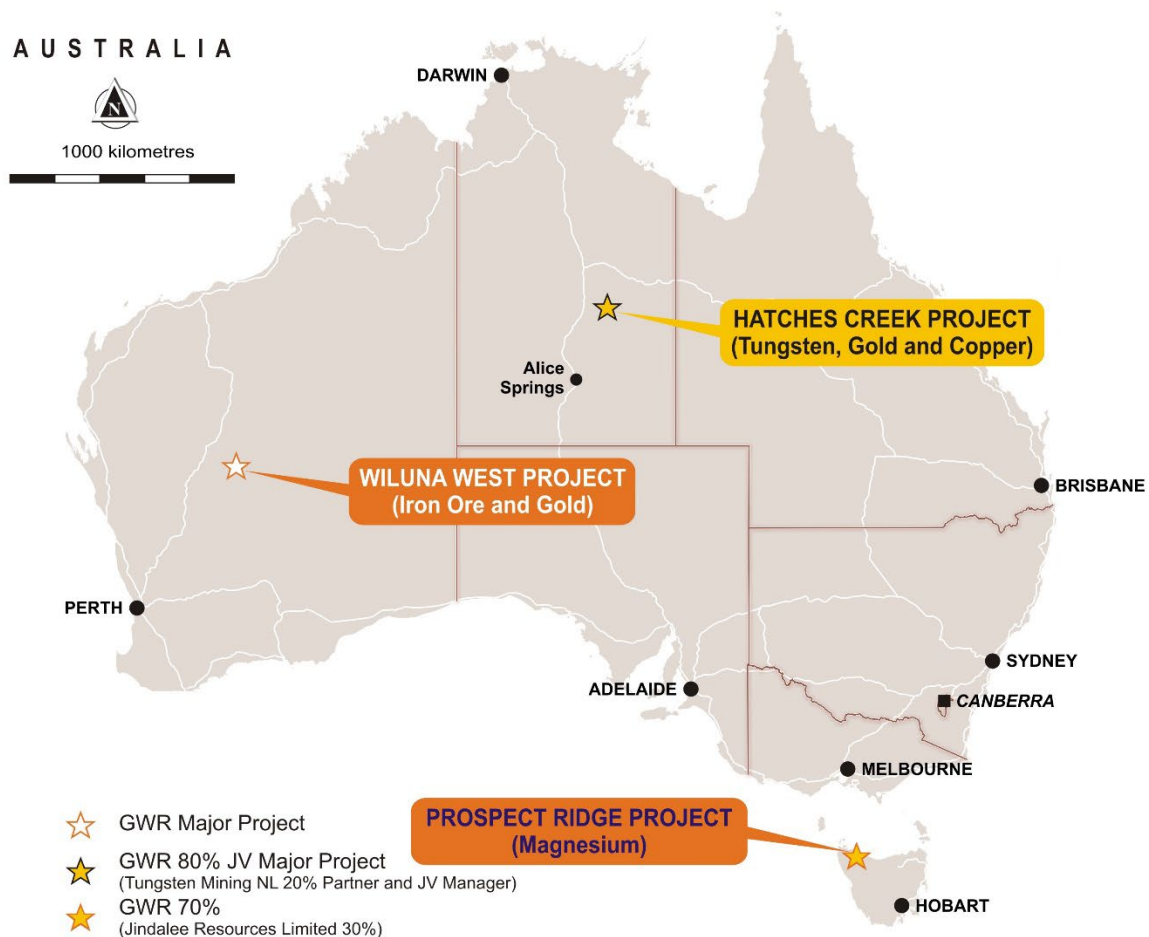 AUSTRALIA
N
1000 kilometres
DARWIN
HATCHES CREEK PROJECT
(Tungsten, Gold and Copper)
Alice
Springs
WILUNA WEST PROJECT
(Iron Ore and Gold)
BRISBANE
PERTH
SYDNEY
ADELAIDE
CANBERRA
MELBOURNE
PROSPECT RIDGE PROJECT
(Magnesium)
HOBART
GWR Major Project
GWR 80% JV Major Project
(Tungsten Mining NL 20% Partner and JV Manager)
GWR 70%
(Jindalee Resources Limited 30%)